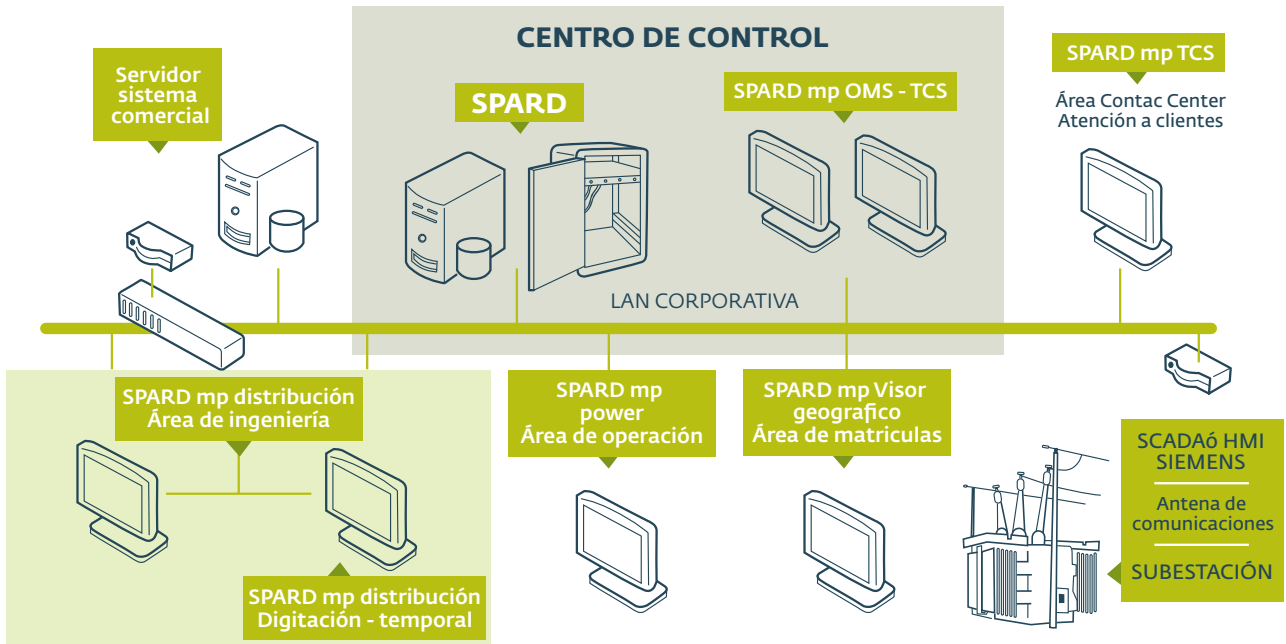 CENTRO DE CONTROL
Servidor
sistema
comercial
SPARD
SPARD mp OMS - TCS
SPARD mp TCS
Área Contac Center
Atención a clientes
LAN CORPORATIVA
SPARD mp distribución
Área de ingeniería
SPARD mp
power
Área de operación
SPARD mp Visor
geografico
Área de matriculas
SCADAó HMI
SIEMENS
Antena de
comunicaciones
SUBESTACIÓN
SPARD mp distribución
Digitación - temporal